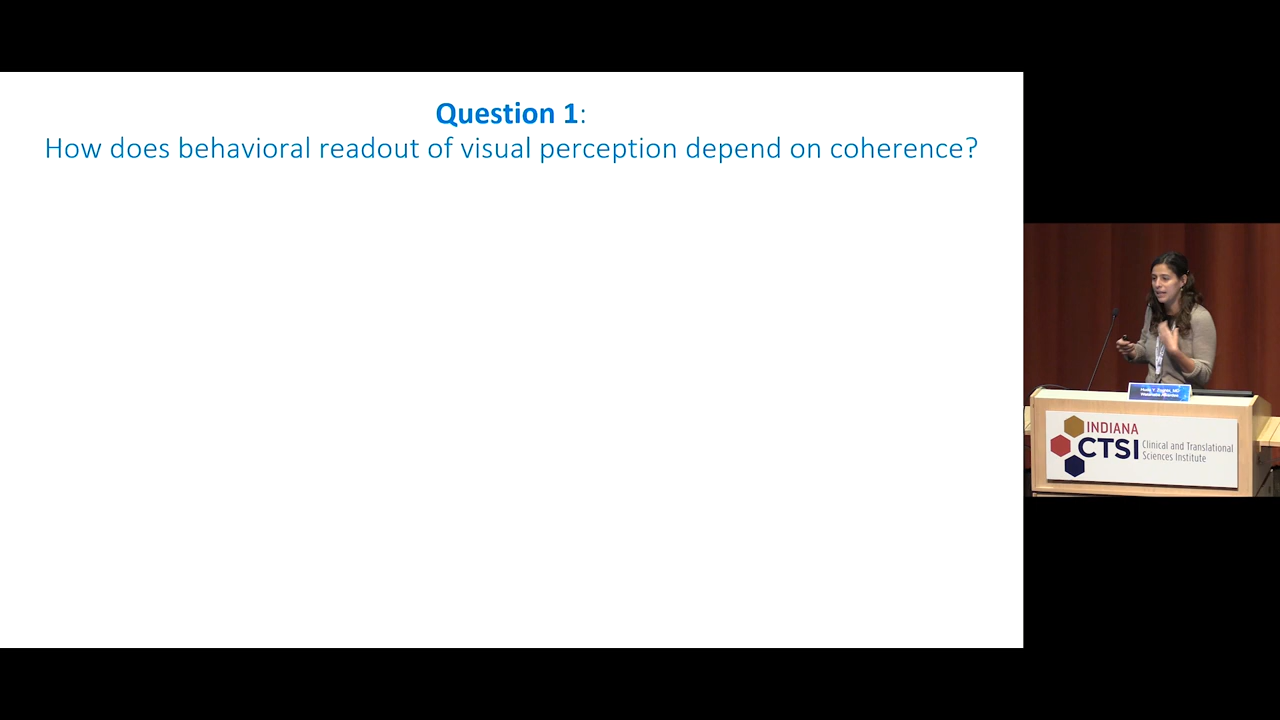 Question 1:
How does behavioral readout of visual perception depend on coherence?
INDIANA
CTSI
Clinical and Translational
Sciences Institute